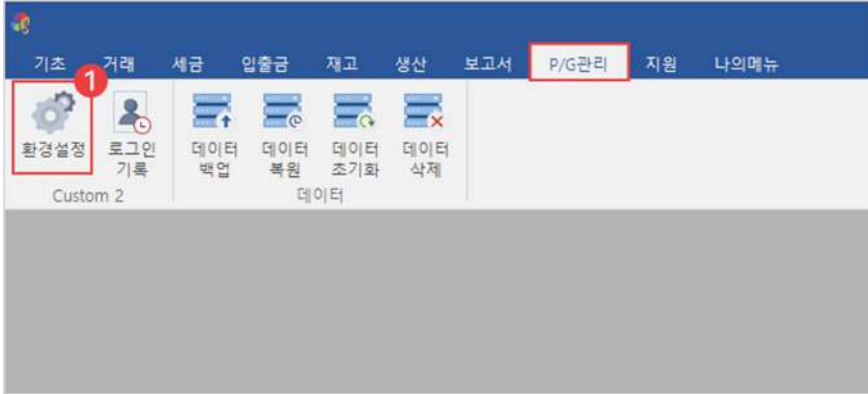 기초 거래 세금 입출금 재고 생산 보고서 P/G관리 지원 나의메뉴
1
환경설정 로그인 기록 데이터 백업 데이터 복원 데이터 초기화 데이터 삭제
Custom 2 데이터